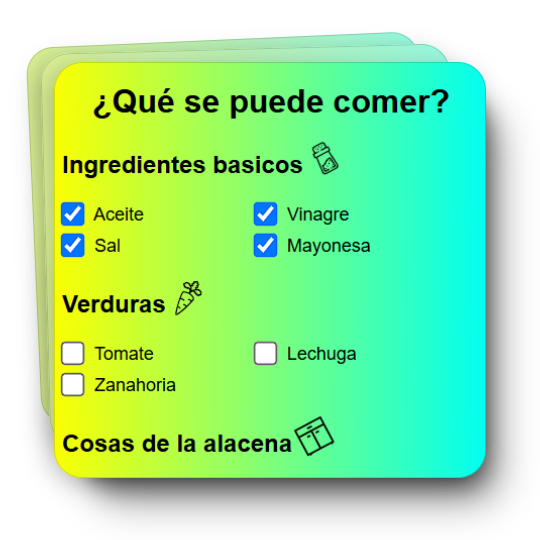 ¿Qué se puede comer?
Ingredientes basicos
Aceite Vinagre
Sal Mayonesa
Verduras
Tomate Lechuga
Zanahoria
Cosas de la alacena